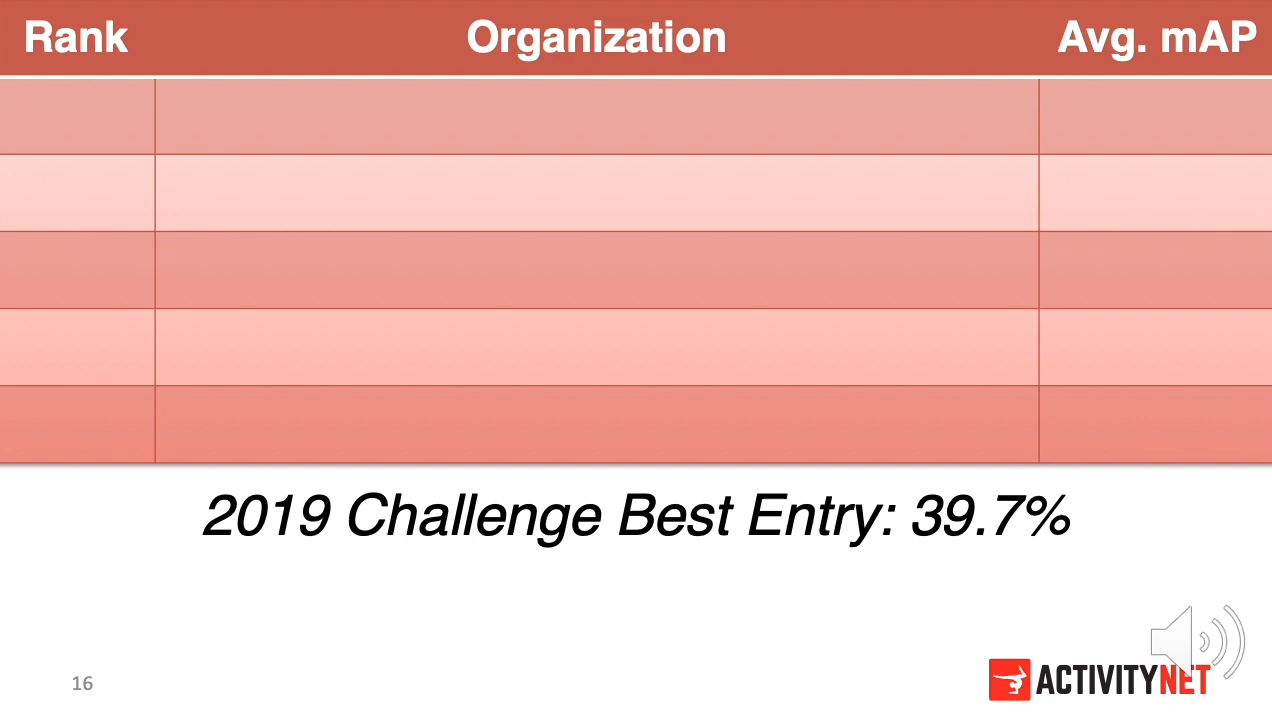 Rank Organization Avg. mAP
2019 Challenge Best Entry: 39.7%
16
ACTIVITYNET